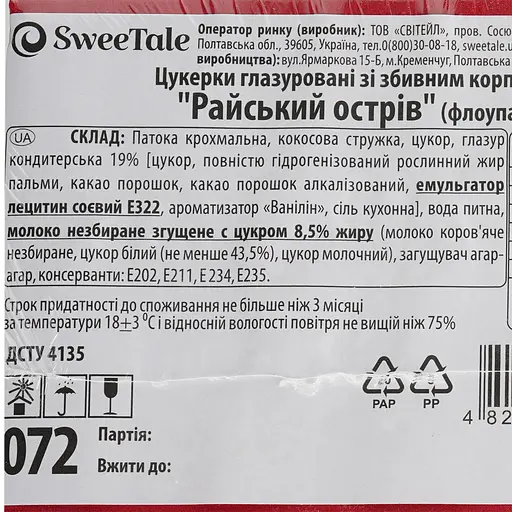 SweeTale
Оператор ринку (виробник): ТОВ «СВІТЕЙЛ», пров. Сосю
Полтавська обл., 39605, Україна, тел.0(800)30-08-18, sweetale.u
виробництва): вул.Ярмаркова 15-Б, м.Кременчуг, Полтавська
Цукерки глазуровані зі збивним корп
"Райський острів" (флоупа
UA СКЛАД: Патока крохмальна, кокосова стружка, цукор, глазур
кондитерська 19% [цукор, повністю гідрогенізований рослинний жир
пальми, какао порошок, какао порошок алкалізований, емульгатор
лецитин соєвий Е322, ароматизатор «Ванілін», сіль кухонна], вода питна,
молоко незбиране згущене с цукром 8,5% жиру (молоко коров'яче
незбиране, цукор білий (не менше 43,5%), цукор молочний), загущувач агар-
агар, консерванти: Е202, Е211, Е 234, Е235.
Строк придатності до споживання не більше ніж 3 місяці
за температури 18±3 ⁰С і відносній вологості повітря не вищій ніж 75%
ДСТУ 4135
PAP PP
4 82
072 Партія:
Вжити до: